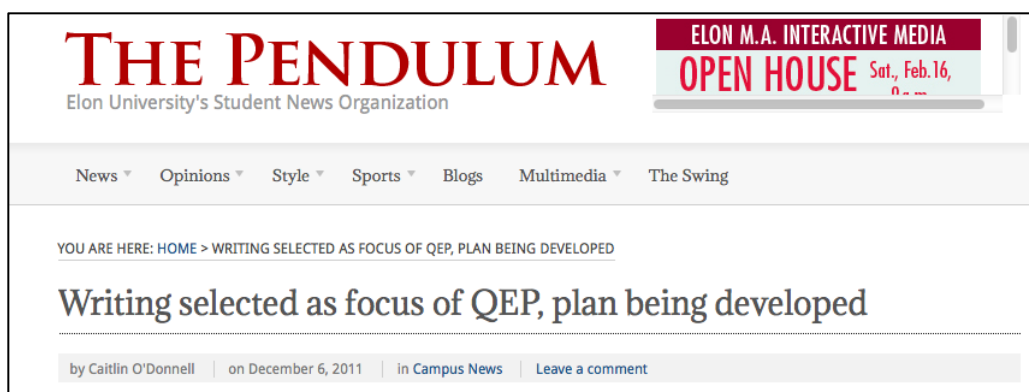 THE PENDULUM
Elon University's Student News Organization
ELON M.A. INTERACTIVE MEDIA
OPEN HOUSE Sat., Feb. 16,
News Opinions Style Sports Blogs Multimedia The Swing
YOU ARE HERE: HOME > WRITING SELECTED AS FOCUS OF QEP, PLAN BEING DEVELOPED
Writing selected as focus of QEP, plan being developed
by Caitlin O'Donnell on December 6, 2011 in Campus News Leave a comment